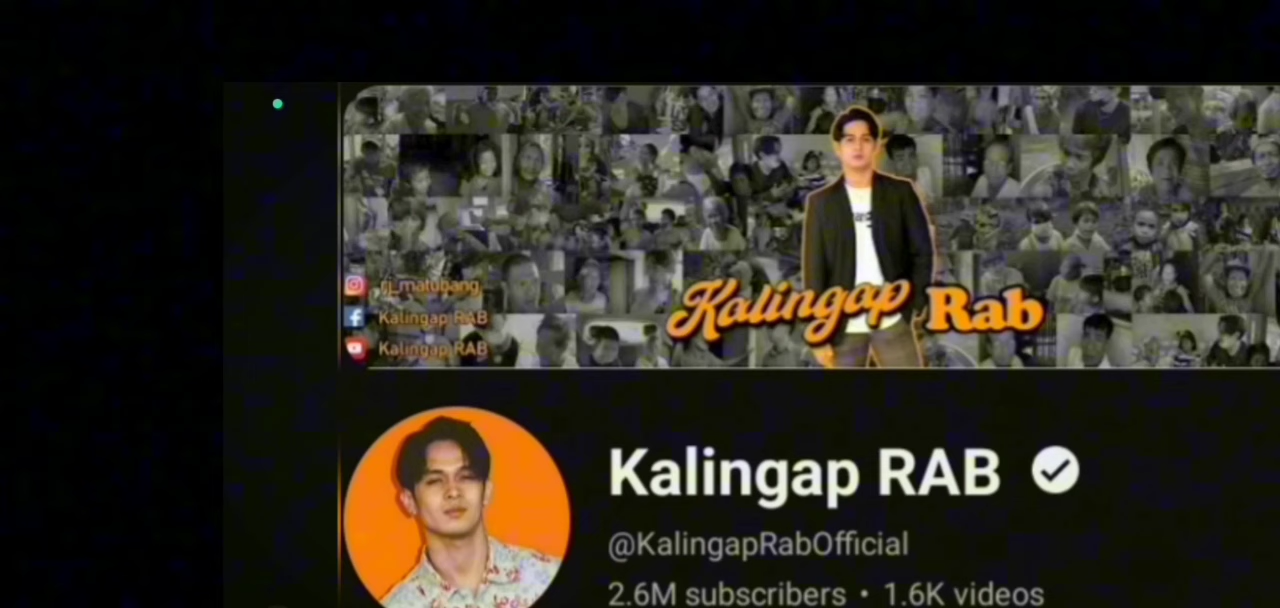 rj_matubang
Kalingap RAB
Kalingap RAB
Kalingap Rab
Kalingap RAB
@KalingapRabOfficial
2.6M subscribers • 1.6K videos